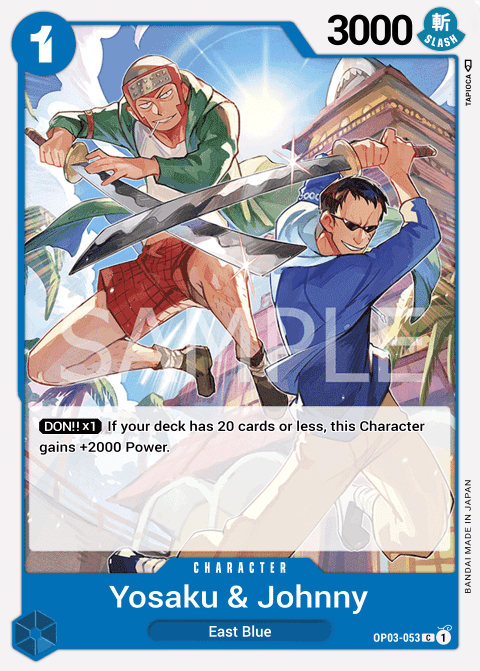 1
3000
斬
SLASH
TAPIOCA
SAMPLE
DON!!×1 If your deck has 20 cards or less, this Character
gains +2000 Power.
BANDAI MADE IN JAPAN
CHARACTER
Yosaku & Johnny
East Blue
OP03-053 C 1